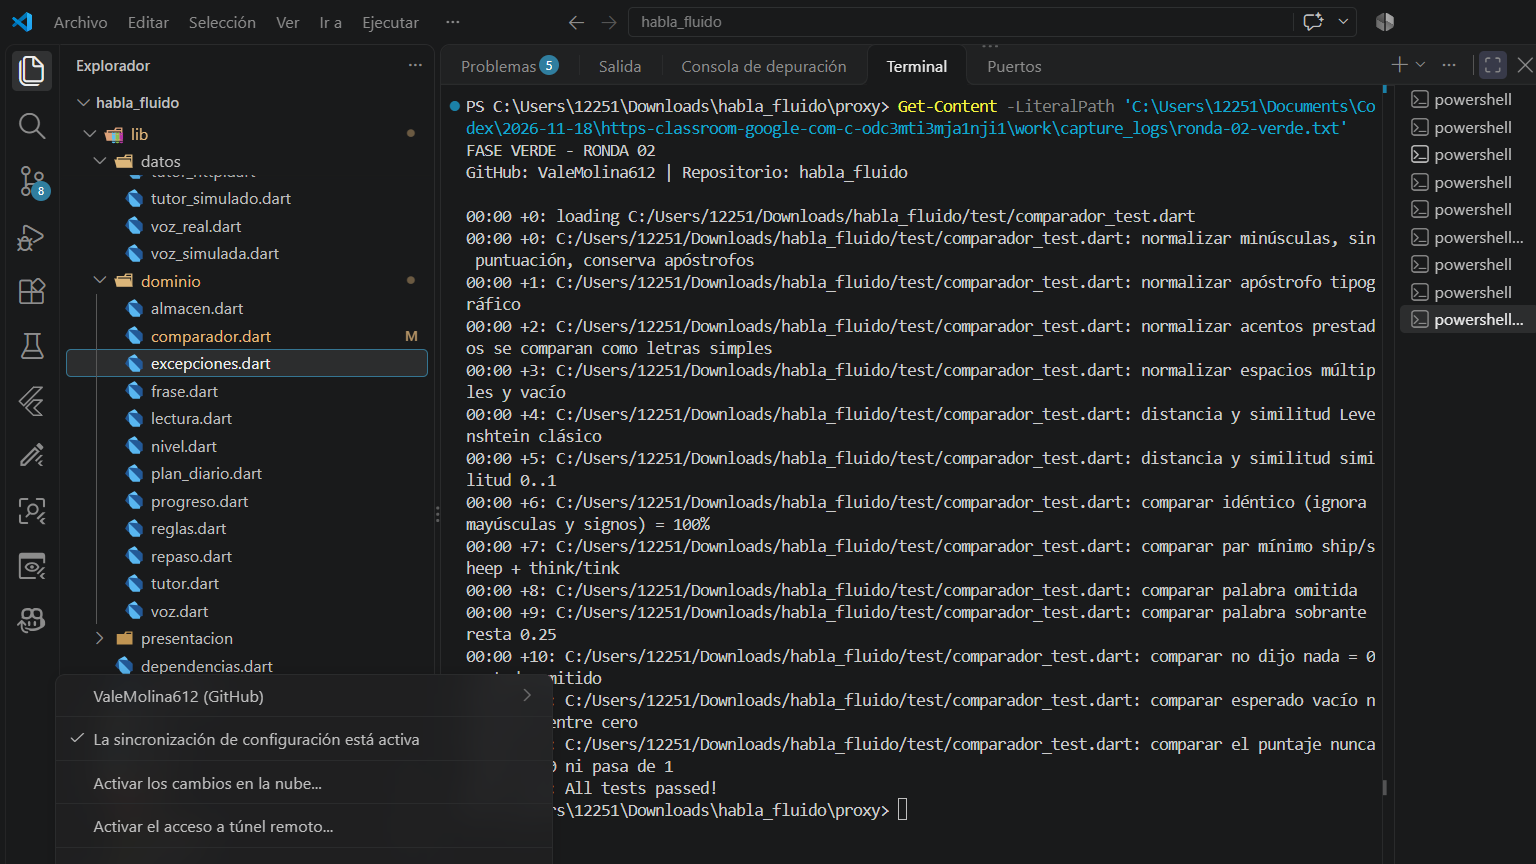 Archivo Editar Selección Ver Ir a Ejecutar ···
habla_fluido
Explorador ···
habla_fluido
lib
datos
tutor_http.dart
tutor_simulado.dart
voz_real.dart
voz_simulada.dart
dominio
almacen.dart
comparador.dart M
excepciones.dart
frase.dart
lectura.dart
nivel.dart
plan_diario.dart
progreso.dart
reglas.dart
repaso.dart
tutor.dart
voz.dart
presentacion
dependencias.dart
8
ValeMolina612 (GitHub)
La sincronización de configuración está activa
Activar los cambios en la nube...
Activar el acceso a túnel remoto...
Problemas 5 Salida Consola de depuración Terminal Puertos
PS C:\Users\12251\Downloads\habla_fluido\proxy> Get-Content -LiteralPath 'C:\Users\12251\Documents\Co
dex\2026-11-18\https-classroom-google-com-c-odc3mti3mja1nji1\work\capture_logs\ronda-02-verde.txt'
FASE VERDE - RONDA 02
GitHub: ValeMolina612 | Repositorio: habla_fluido
00:00 +0: loading C:/Users/12251/Downloads/habla_fluido/test/comparador_test.dart
00:00 +0: C:/Users/12251/Downloads/habla_fluido/test/comparador_test.dart: normalizar minúsculas, sin
puntuación, conserva apóstrofos
00:00 +1: C:/Users/12251/Downloads/habla_fluido/test/comparador_test.dart: normalizar apóstrofo tipog
ráfico
00:00 +2: C:/Users/12251/Downloads/habla_fluido/test/comparador_test.dart: normalizar acentos prestad
os se comparan como letras simples
00:00 +3: C:/Users/12251/Downloads/habla_fluido/test/comparador_test.dart: normalizar espacios múltip
les y vacío
00:00 +4: C:/Users/12251/Downloads/habla_fluido/test/comparador_test.dart: distancia y similitud Leve
nshtein clásico
00:00 +5: C:/Users/12251/Downloads/habla_fluido/test/comparador_test.dart: distancia y similitud simi
litud 0..1
00:00 +6: C:/Users/12251/Downloads/habla_fluido/test/comparador_test.dart: comparar idéntico (ignora
mayúsculas y signos) = 100%
00:00 +7: C:/Users/12251/Downloads/habla_fluido/test/comparador_test.dart: comparar par mínimo ship/s
heep + think/tink
00:00 +8: C:/Users/12251/Downloads/habla_fluido/test/comparador_test.dart: comparar palabra omitida
00:00 +9: C:/Users/12251/Downloads/habla_fluido/test/comparador_test.dart: comparar palabra sobrante
resta 0.25
00:00 +10: C:/Users/12251/Downloads/habla_fluido/test/comparador_test.dart: comparar no dijo nada = 0
mitido
: C:/Users/12251/Downloads/habla_fluido/test/comparador_test.dart: comparar esperado vacío n
entre cero
: C:/Users/12251/Downloads/habla_fluido/test/comparador_test.dart: comparar el puntaje nunca
ni pasa de 1
: All tests passed!
rs\12251\Downloads\habla_fluido\proxy>
powershell
powershell
powershell
powershell
powershell
powershell...
powershell
powershell
powershell...